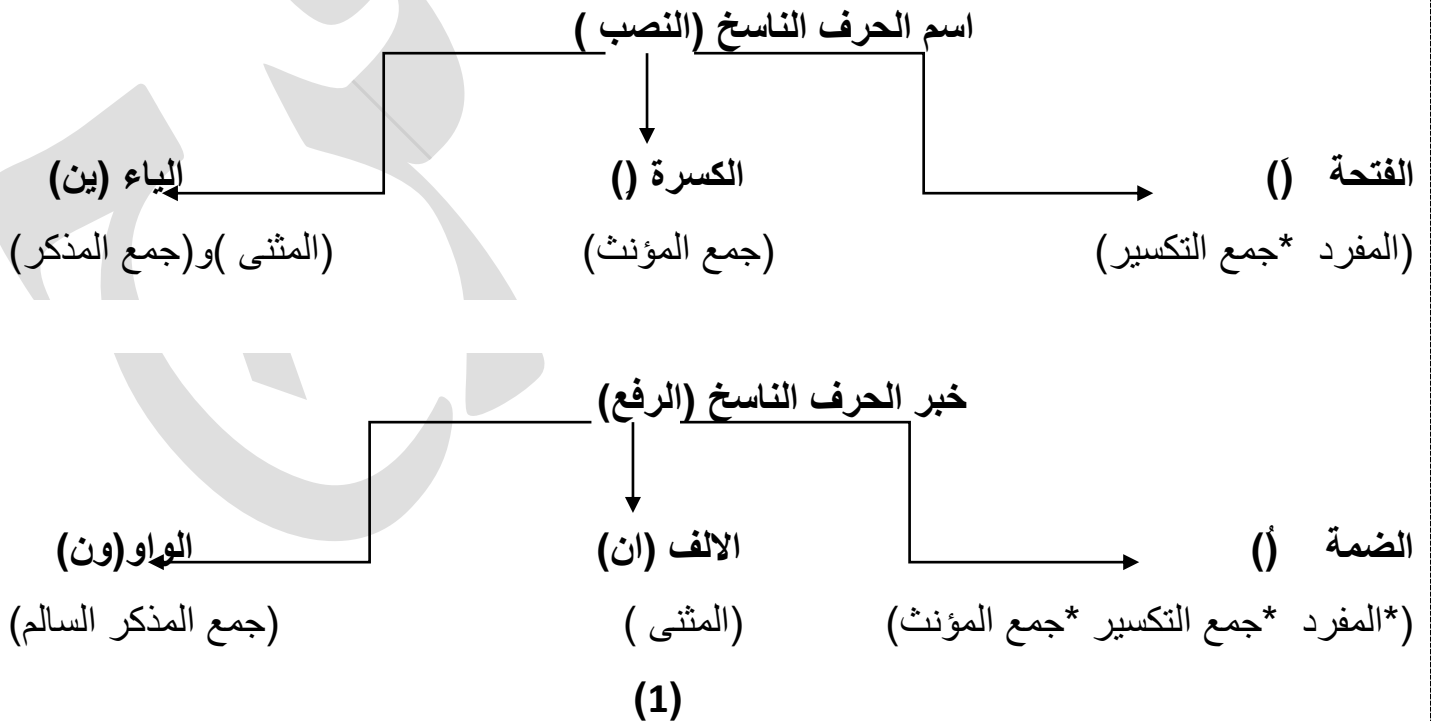 اسم الحرف الناسخ (النصب )
الفتحة (َ) الكسرة (ِ) الياء (ين)
(المفرد *جمع التكسير) (جمع المؤنث) (المثنى )و(جمع المذكر)
خبر الحرف الناسخ (الرفع)
الضمة (ُ) الالف (ان) الواو(ون)
(*المفرد *جمع التكسير *جمع المؤنث) (المثنى ) (جمع المذكر السالم)
(1)